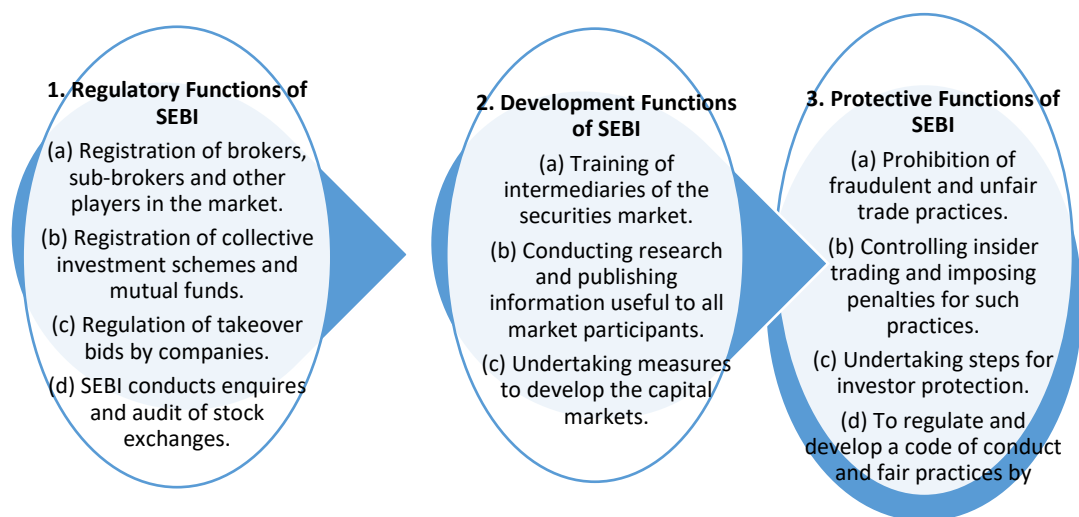 1. Regulatory Functions of
SEBI
(a) Registration of brokers,
sub-brokers and other
players in the market.
(b) Registration of collective
investment schemes and
mutual funds.
(c) Regulation of takeover
bids by companies.
(d) SEBI conducts enquires
and audit of stock
exchanges.
2. Development Functions
of SEBI
(a) Training of
intermediaries of the
securities market.
(b) Conducting research
and publishing
information useful to all
market participants.
(c) Undertaking measures
to develop the capital
markets.
3. Protective Functions of
SEBI
(a) Prohibition of
fraudulent and unfair
trade practices.
(b) Controlling insider
trading and imposing
penalties for such
practices.
(c) Undertaking steps for
investor protection.
(d) To regulate and
develop a code of conduct
and fair practices by